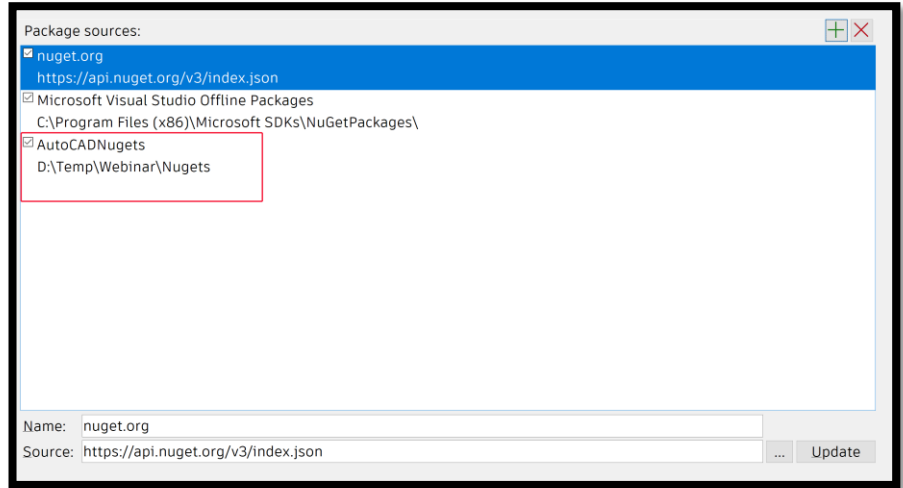 Package sources:
nuget.org
https://api.nuget.org/v3/index.json
Microsoft Visual Studio Offline Packages
C:\Program Files (x86)\Microsoft SDKs\NuGetPackages\
AutoCADNugets
D:\Temp\Webinar\Nugets
Name: nuget.org
Source: https://api.nuget.org/v3/index.json ... Update